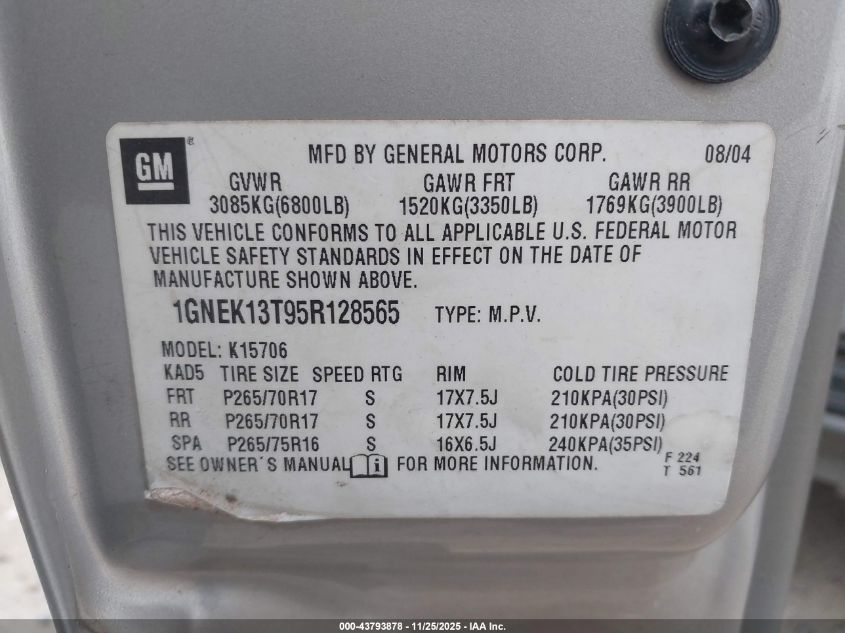 GM ® MFD BY GENERAL MOTORS CORP. 08/04
GVWR GAWR FRT GAWR RR
3085KG(6800LB) 1520KG(3350LB) 1769KG(3900LB)
THIS VEHICLE CONFORMS TO ALL APPLICABLE U.S. FEDERAL MOTOR
VEHICLE SAFETY STANDARDS IN EFFECT ON THE DATE OF
MANUFACTURE SHOWN ABOVE.
1GNEK13T95R128565 TYPE: M.P.V.
MODEL: K15706
KAD5 TIRE SIZE SPEED RTG RIM COLD TIRE PRESSURE
FRT P265/70R17 S 17X7.5J 210KPA(30PSI)
RR P265/70R17 S 17X7.5J 210KPA(30PSI)
SPA P265/75R16 S 16X6.5J 240KPA(35PSI)
SEE OWNER'S MANUAL i FOR MORE INFORMATION.
F 224
T 561
000-43793878 - 11/25/2025 - IAA Inc.